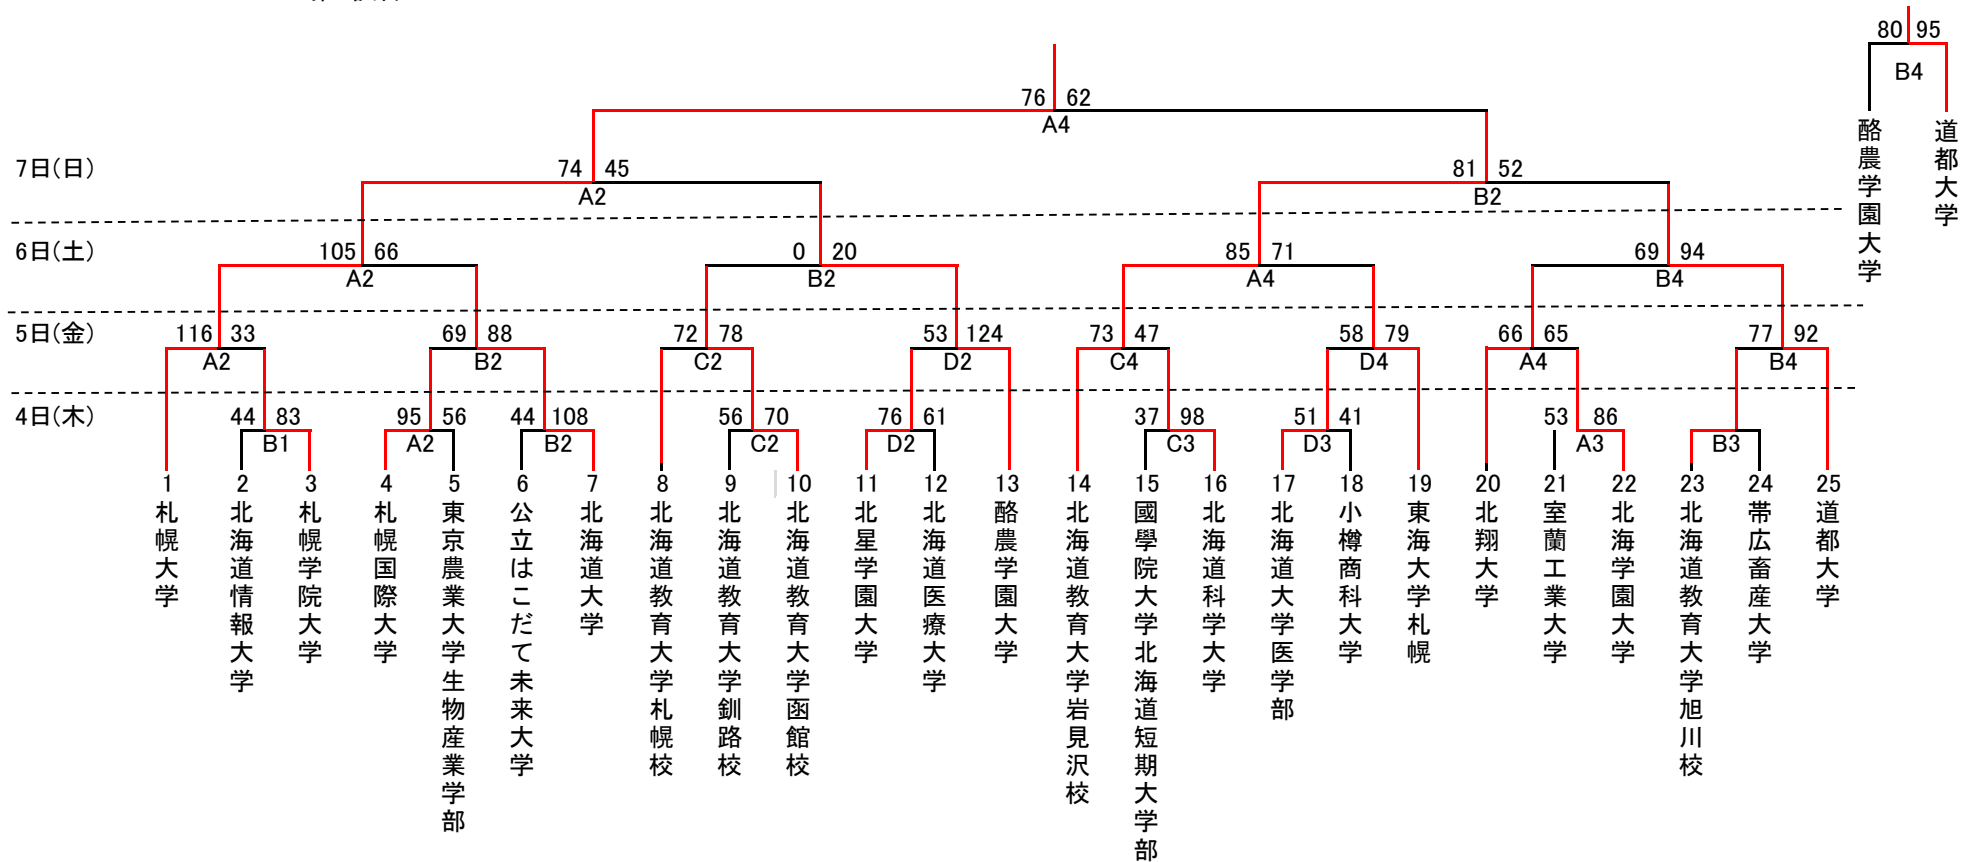 80 95
B4
酪農学園大学
道都大学
76 62
A4
7日(日)
74 45
A2
81 52
B2
6日(土)
105 66
A2
0 20
B2
85 71
A4
69 94
B4
5日(金)
116 33
A2
69 88
B2
72 78
C2
53 124
D2
73 47
C4
58 79
D4
66 65
A4
77 92
B4
4日(木)
44 83
B1
95 56
A2
44 108
B2
56 70
C2
76 61
D2
37 98
C3
51 41
D3
53 86
A3
B3
1
札幌大学
2
北海道情報大学
3
札幌学院大学
4
札幌国際大学
5
東京農業大学生物産業学部
6
公立はこだて未来大学
7
北海道大学
8
北海道教育大学札幌校
9
北海道教育大学釧路校
10
北海道教育大学函館校
11
北星学園大学
12
北海道医療大学
13
酪農学園大学
14
北海道教育大学岩見沢校
15
國學院大学北海道短期大学部
16
北海道科学大学
17
北海道大学医学部
18
小樽商科大学
19
東海大学札幌
20
北翔大学
21
室蘭工業大学
22
北海学園大学
23
北海道教育大学旭川校
24
帯広畜産大学
25
道都大学